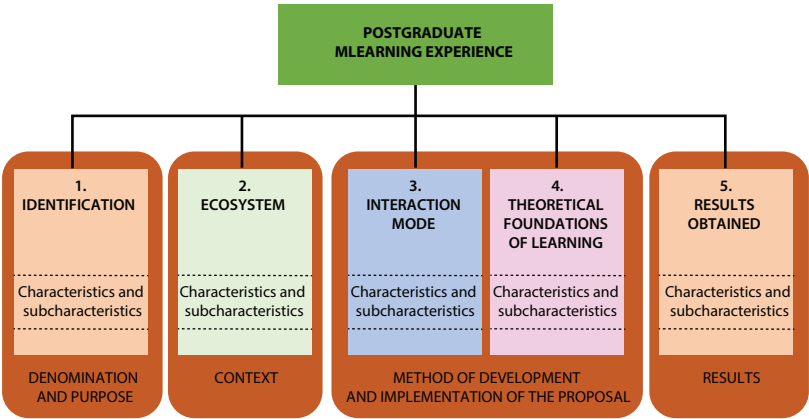 POSTGRADUATE
MLEARNING EXPERIENCE
1.
IDENTIFICATION
Characteristics and
subcharacteristics
DENOMINATION
AND PURPOSE
2.
ECOSYSTEM
Characteristics and
subcharacteristics
CONTEXT
3.
INTERACTION
MODE
Characteristics and
subcharacteristics
4.
THEORETICAL
FOUNDATIONS
OF LEARNING
Characteristics and
subcharacteristics
METHOD OF DEVELOPMENT
AND IMPLEMENTATION OF THE PROPOSAL
5.
RESULTS
OBTAINED
Characteristics and
subcharacteristics
RESULTS